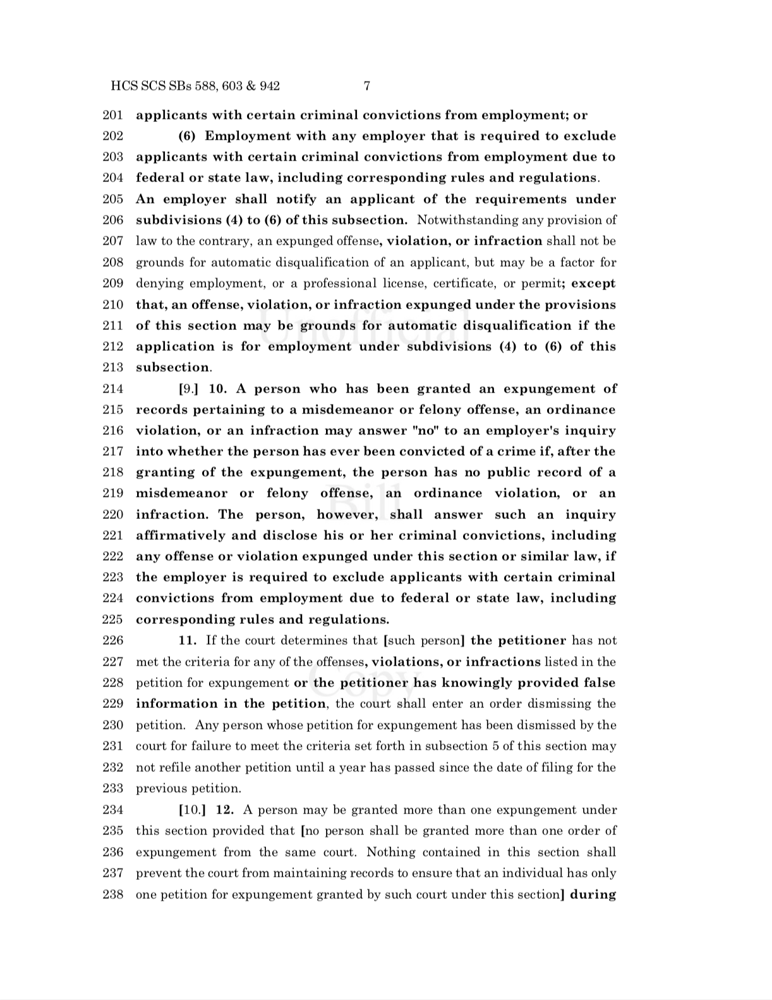 HCS SCS SBs 588, 603 & 942 7
201 applicants with certain criminal convictions from employment; or
202 (6) Employment with any employer that is required to exclude
203 applicants with certain criminal convictions from employment due to
204 federal or state law, including corresponding rules and regulations.
205 An employer shall notify an applicant of the requirements under
206 subdivisions (4) to (6) of this subsection. Notwithstanding any provision of
207 law to the contrary, an expunged offense, violation, or infraction shall not be
208 grounds for automatic disqualification of an applicant, but may be a factor for
209 denying employment, or a professional license, certificate, or permit; except
210 that, an offense, violation, or infraction expunged under the provisions
211 of this section may be grounds for automatic disqualification if the
212 application is for employment under subdivisions (4) to (6) of this
213 subsection.
214 [9.] 10. A person who has been granted an expungement of
215 records pertaining to a misdemeanor or felony offense, an ordinance
216 violation, or an infraction may answer "no" to an employer's inquiry
217 into whether the person has ever been convicted of a crime if, after the
218 granting of the expungement, the person has no public record of a
219 misdemeanor or felony offense, an ordinance violation, or an
220 infraction. The person, however, shall answer such an inquiry
221 affirmatively and disclose his or her criminal convictions, including
222 any offense or violation expunged under this section or similar law, if
223 the employer is required to exclude applicants with certain criminal
224 convictions from employment due to federal or state law, including
225 corresponding rules and regulations.
226 11. If the court determines that [such person] the petitioner has not
227 met the criteria for any of the offenses, violations, or infractions listed in the
228 petition for expungement or the petitioner has knowingly provided false
229 information in the petition, the court shall enter an order dismissing the
230 petition. Any person whose petition for expungement has been dismissed by the
231 court for failure to meet the criteria set forth in subsection 5 of this section may
232 not refile another petition until a year has passed since the date of filing for the
233 previous petition.
234 [10.] 12. A person may be granted more than one expungement under
235 this section provided that [no person shall be granted more than one order of
236 expungement from the same court. Nothing contained in this section shall
237 prevent the court from maintaining records to ensure that an individual has only
238 one petition for expungement granted by such court under this section] during
Unofficial
Bill
Copy